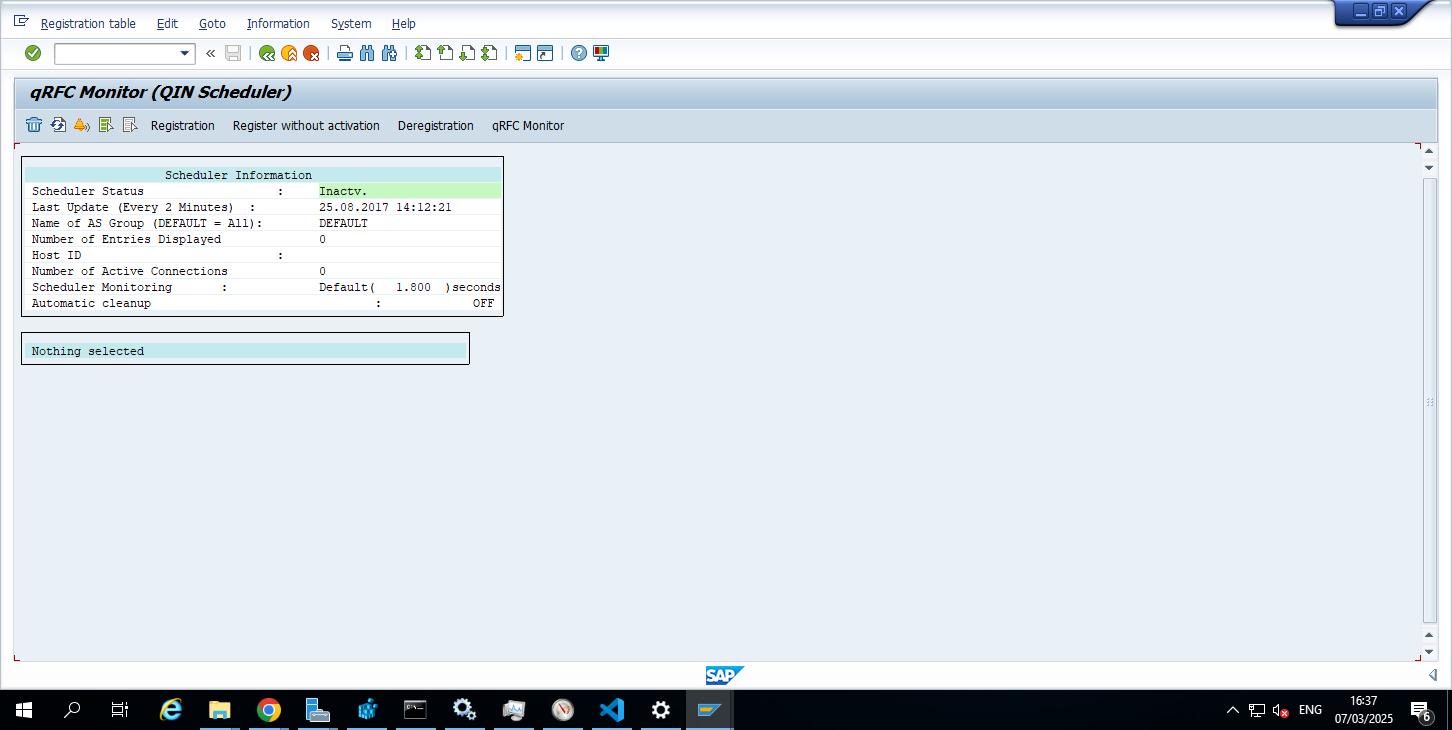 Registration table Edit Goto Information System Help
qRFC Monitor (QIN Scheduler)
Registration Register without activation Deregistration qRFC Monitor
Scheduler Information
Scheduler Status : Inactv.
Last Update (Every 2 Minutes) : 25.08.2017 14:12:21
Name of AS Group (DEFAULT = All): DEFAULT
Number of Entries Displayed 0
Host ID :
Number of Active Connections 0
Scheduler Monitoring : Default( 1.800 )seconds
Automatic cleanup : OFF
Nothing selected
SAP
ENG
16:37
07/03/2025
6